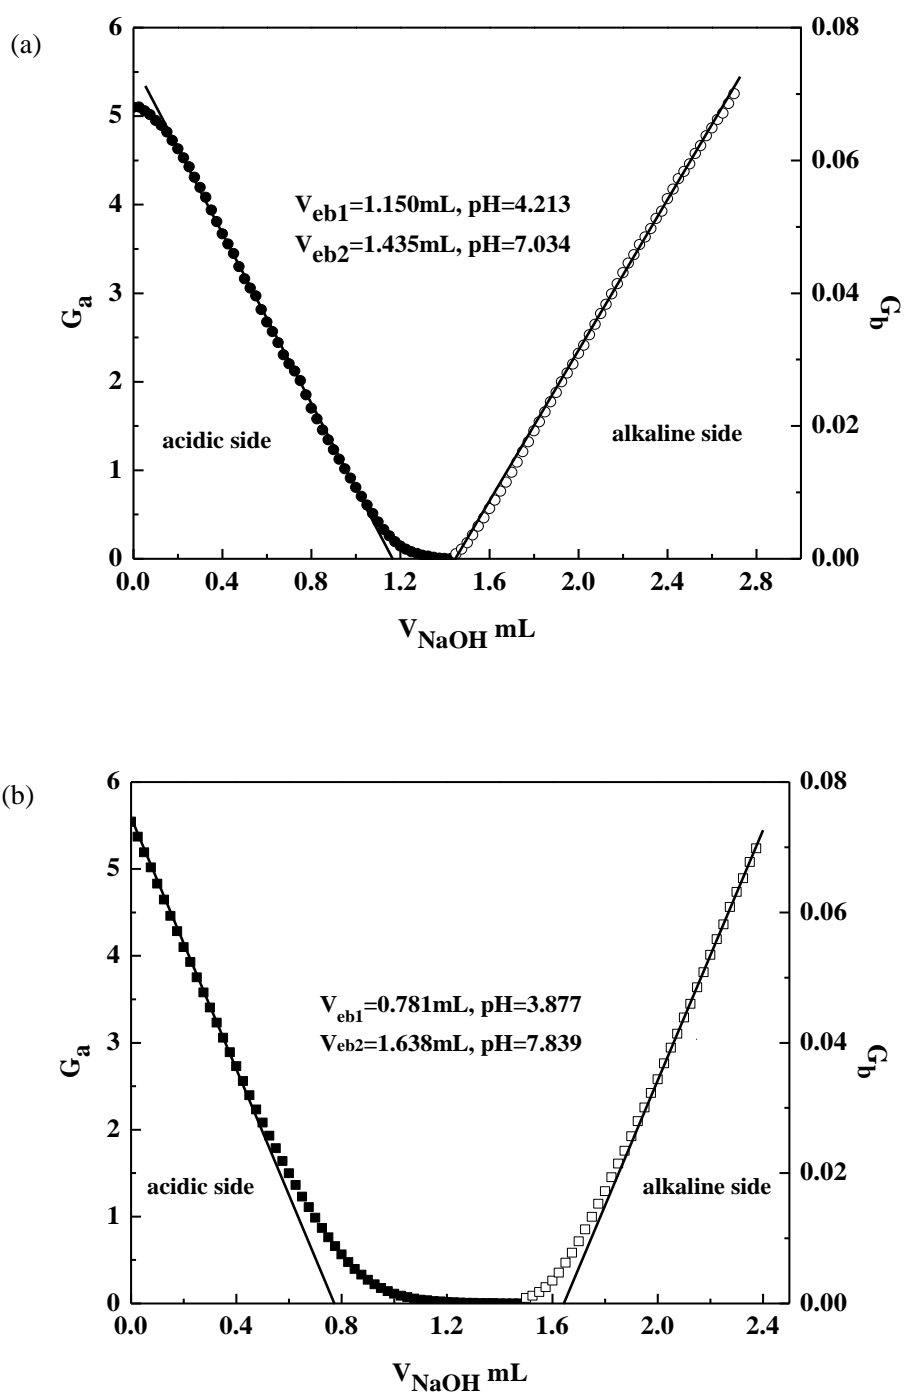 (a)
6
5
4
3
2
1
0
G_a
0.08
0.06
0.04
0.02
0.00
G_b
V_eb1=1.150mL, pH=4.213
V_eb2=1.435mL, pH=7.034
acidic side
alkaline side
0.0 0.4 0.8 1.2 1.6 2.0 2.4 2.8
V_NaOH mL
(b)
6
5
4
3
2
1
0
G_a
0.08
0.06
0.04
0.02
0.00
G_b
V_eb1=0.781mL, pH=3.877
V_eb2=1.638mL, pH=7.839
acidic side
alkaline side
0.0 0.4 0.8 1.2 1.6 2.0 2.4
V_NaOH mL